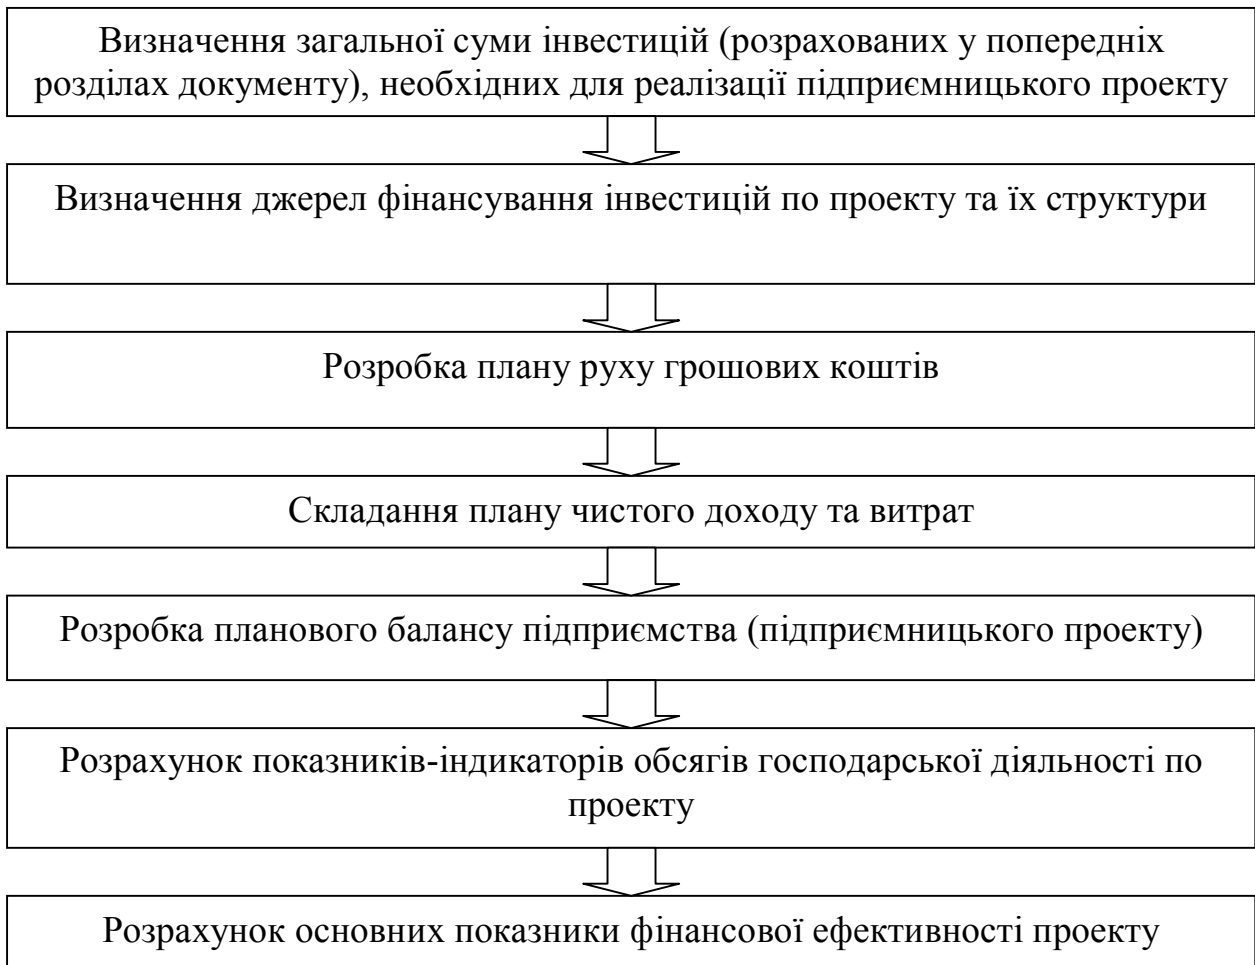 Визначення загальної суми інвестицій (розрахованих у попередніх
розділах документу), необхідних для реалізації підприємницького проекту
Визначення джерел фінансування інвестицій по проекту та їх структури
Розробка плану руху грошових коштів
Складання плану чистого доходу та витрат
Розробка планового балансу підприємства (підприємницького проекту)
Розрахунок показників-індикаторів обсягів господарської діяльності по
проекту
Розрахунок основних показники фінансової ефективності проекту